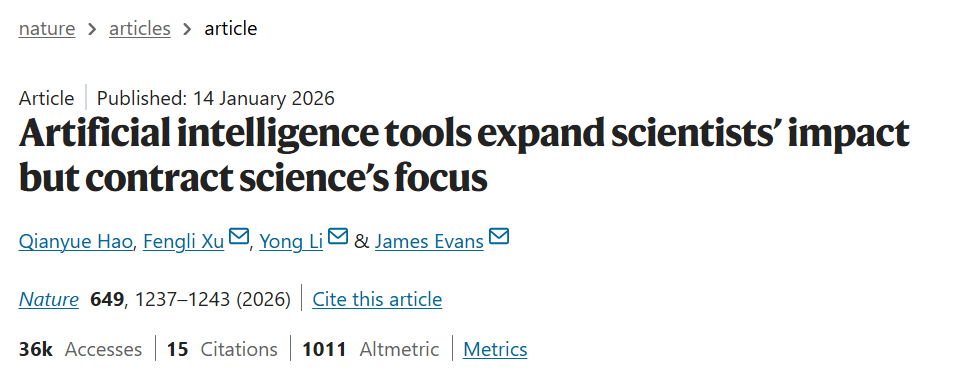 nature > articles > article
Article | Published: 14 January 2026
Artificial intelligence tools expand scientists’ impact
but contract science’s focus
Qianyue Hao, Fengli Xu, Yong Li & James Evans
Nature 649, 1237–1243 (2026) | Cite this article
36k Accesses | 15 Citations | 1011 Altmetric | Metrics